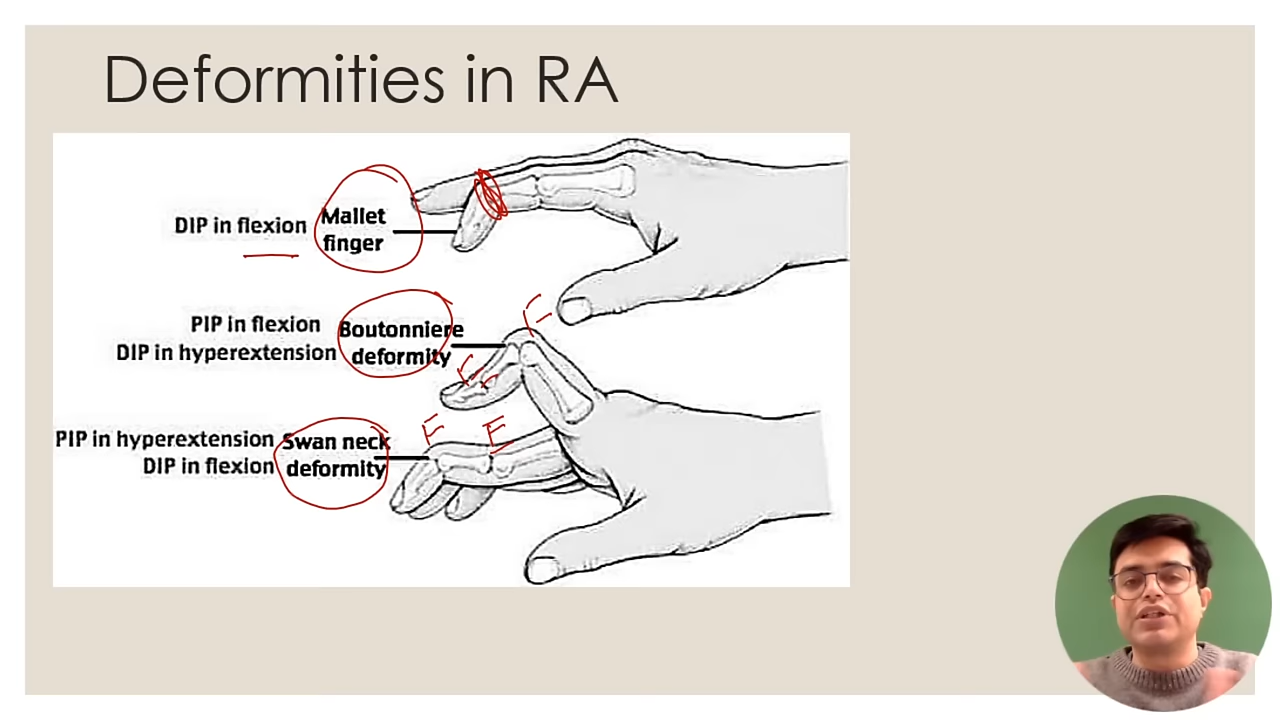 Deformities in RA
DIP in flexion
Mallet
finger
PIP in flexion
DIP in hyperextension
Boutonniere
deformity
F
E
PIP in hyperextension
DIP in flexion
Swan neck
deformity
F
E